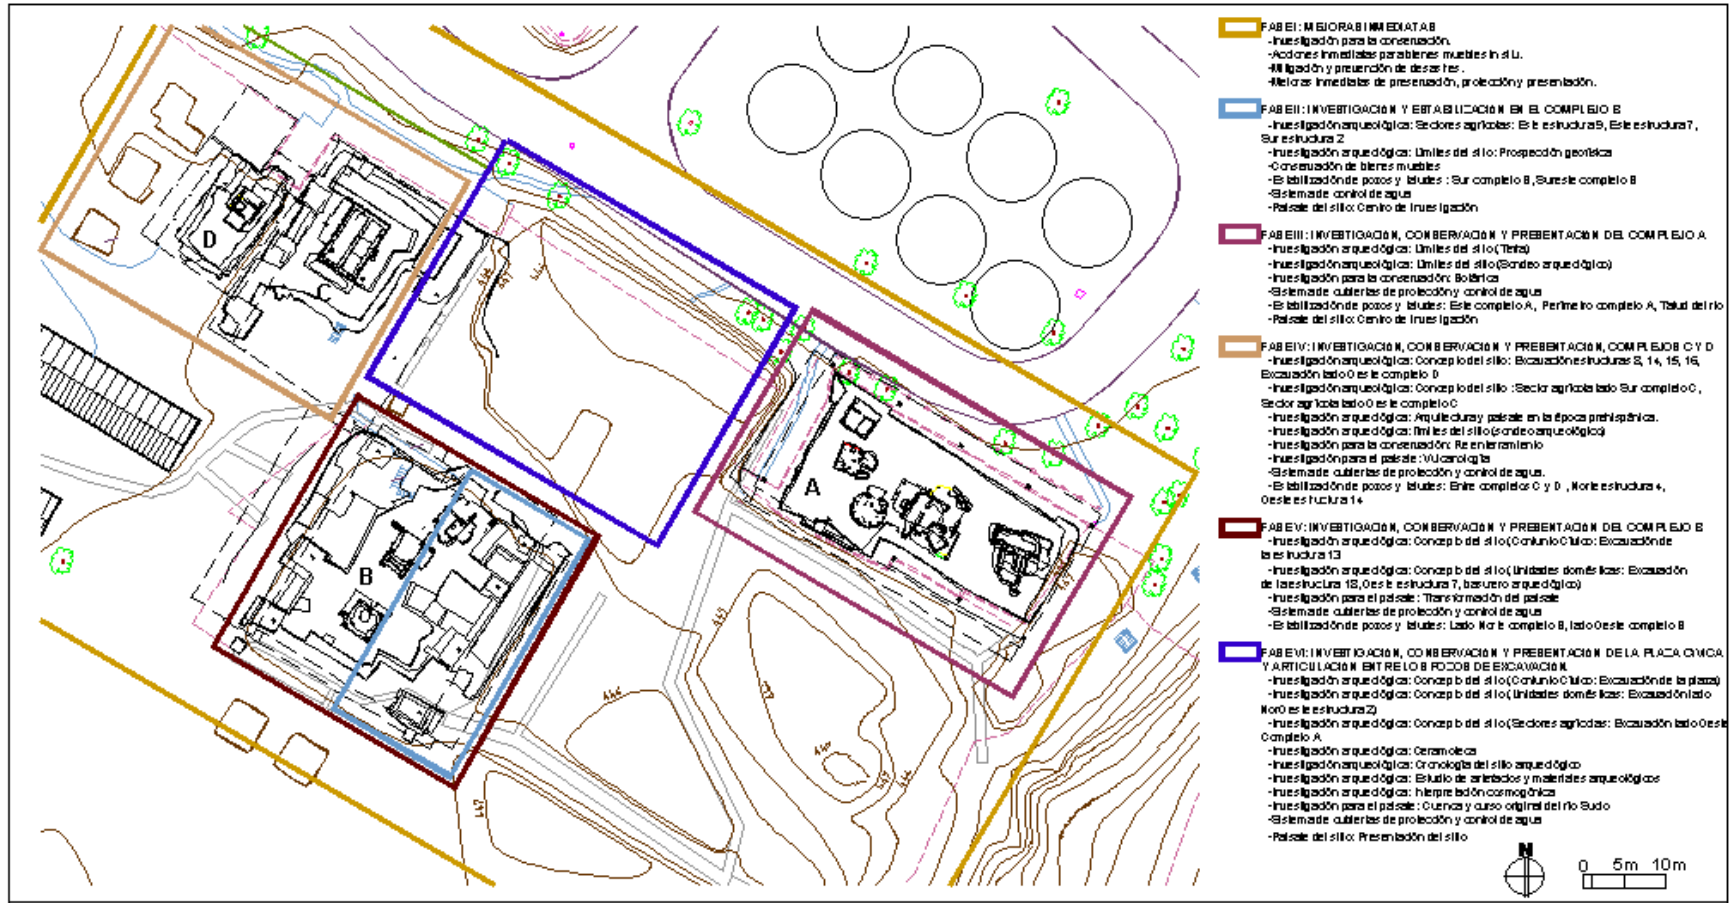 FASE I: MEJORAS INMEDIATAS
-Investigación para la conservación.
-Acciones inmediatas para bienes muebles in situ.
-Mitigación y prevención de desastres.
-Mejoras inmediatas de preservación, protección y presentación.
FASE II: INVESTIGACION Y ESTABILIZACION EN EL COMPLEJO B
-Investigación arqueológica: Sectores agrícolas: Este estructura 9, Este estructura 7,
Sur estructura 2
-Investigación arqueológica: Límites del sitio: Prospección geofísica
-Conservación de bienes muebles
-Estabilización de pozos y taludes: Sur complejo B, Sureste complejo B
-Sistema de control de agua
-Paisaje del sitio: Centro de investigación
FASE III: INVESTIGACION, CONSERVACION Y PRESENTACION DEL COMPLEJO A
-Investigación arqueológica: Límites del sitio (Tefra)
-Investigación arqueológica: Límites del sitio (Sondeo arqueológico)
-Investigación para la conservación: Botánica
-Sistema de cubiertas de protección y control de agua
-Estabilización de pozos y taludes: Este complejo A, Perímetro complejo A, Talud del río
-Paisaje del sitio: Centro de investigación
FASE IV: INVESTIGACION, CONSERVACION Y PRESENTACION, COMPLEJOS C Y D
-Investigación arqueológica: Concepto del sitio: Excavación estructuras 8, 14, 15, 16,
Excavación lado Oeste complejo D
-Investigación arqueológica: Concepto del sitio: Sector agrícola lado Sur complejo C,
Sector agrícola lado Oeste complejo C
-Investigación arqueológica: Arquitectura y paisaje en la época prehispánica.
-Investigación arqueológica: límites del sitio (sondeo arqueológico)
-Investigación para la conservación: Reenterramiento
-Investigación para el paisaje: Vulcanología
-Sistema de cubiertas de protección y control de agua.
-Estabilización de pozos y taludes: Entre complejos C y D, Norte estructura 4,
Oeste estructura 14
FASE V: INVESTIGACION, CONSERVACION Y PRESENTACION DEL COMPLEJO B
-Investigación arqueológica: Concepto del sitio (Conjunto Cívico: Excavación de
la estructura 13
-Investigación arqueológica: Concepto del sitio (Unidades domésticas: Excavación
de la estructura 18, Oeste estructura 7, basurero arqueológico)
-Investigación para el paisaje: Transformación del paisaje
-Sistema de cubiertas de protección y control de agua
-Estabilización de pozos y taludes: Lado Norte complejo B, lado Oeste complejo B
FASE VI: INVESTIGACION, CONSERVACION Y PRESENTACION DE LA PLAZA CIVICA
Y ARTICULACION ENTRE LOS FOCOS DE EXCAVACION.
-Investigación arqueológica: Concepto del sitio (Conjunto Cívico: Excavación de la plaza)
-Investigación arqueológica: Concepto del sitio (Unidades domésticas: Excavación lado
NorOeste estructura 2)
-Investigación arqueológica: Concepto del sitio (Sectores agrícolas: Excavación lado Oeste
Complejo A
-Investigación arqueológica: Ceramoteca
-Investigación arqueológica: Cronología del sitio arqueológico
-Investigación arqueológica: Estudio de artefactos y materiales arqueológicos
-Investigación arqueológica: Interpretación cosmogónica
-Investigación para el paisaje: Cuenca y curso original del río Sucio
-Sistema de cubiertas de protección y control de agua
-Paisaje del sitio: Presentación del sitio
N
0 5m 10m
D
C
A
B